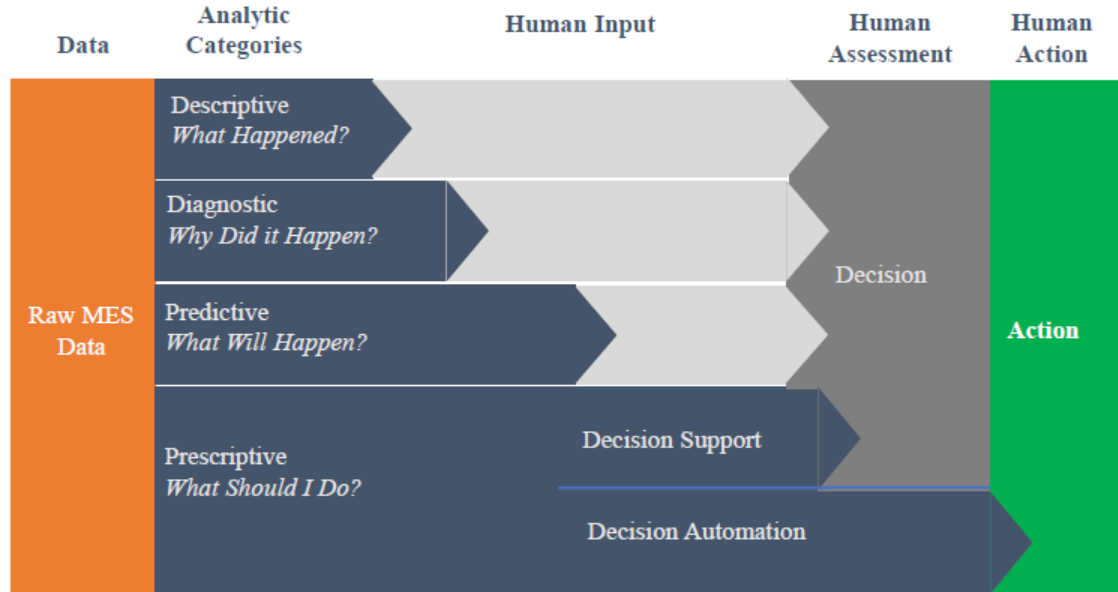 Data
Analytic
Categories
Human Input
Human
Assessment
Human
Action
Raw MES
Data
Descriptive
What Happened?
Diagnostic
Why Did it Happen?
Predictive
What Will Happen?
Prescriptive
What Should I Do?
Decision Support
Decision Automation
Decision
Action